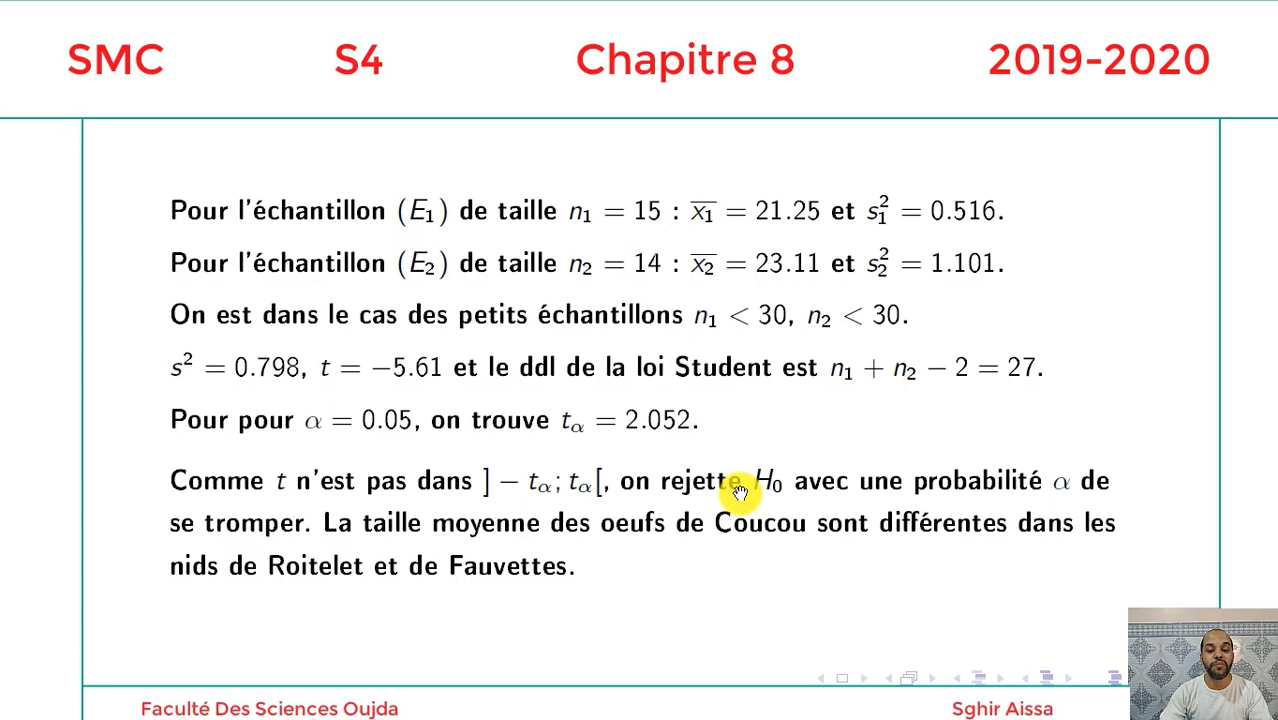 SMC S4 Chapitre 8 2019-2020
Pour l'échantillon (E₁) de taille n₁ = 15 : x̄₁ = 21.25 et s₁² = 0.516.
Pour l'échantillon (E₂) de taille n₂ = 14 : x̄₂ = 23.11 et s₂² = 1.101.
On est dans le cas des petits échantillons n₁ < 30, n₂ < 30.
s² = 0.798, t = −5.61 et le ddl de la loi Student est n₁ + n₂ − 2 = 27.
Pour pour α = 0.05, on trouve tα = 2.052.
Comme t n'est pas dans ] − tα; tα[, on rejette H₀ avec une probabilité α de
se tromper. La taille moyenne des oeufs de Coucou sont différentes dans les
nids de Roitelet et de Fauvettes.
Faculté Des Sciences Oujda Sghir Aissa